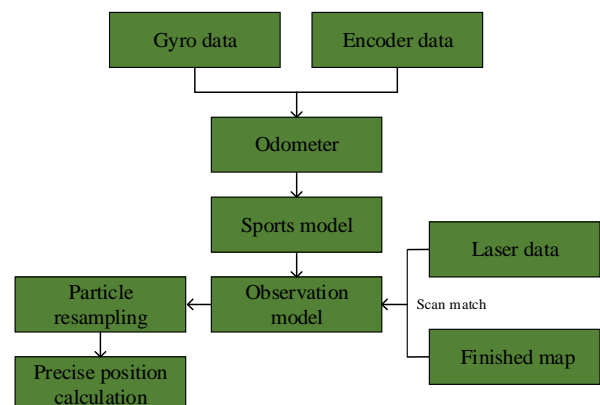 Gyro data
Encoder data
Odometer
Sports model
Laser data
Particle
resampling
Observation
model
Scan match
Finished map
Precise position
calculation